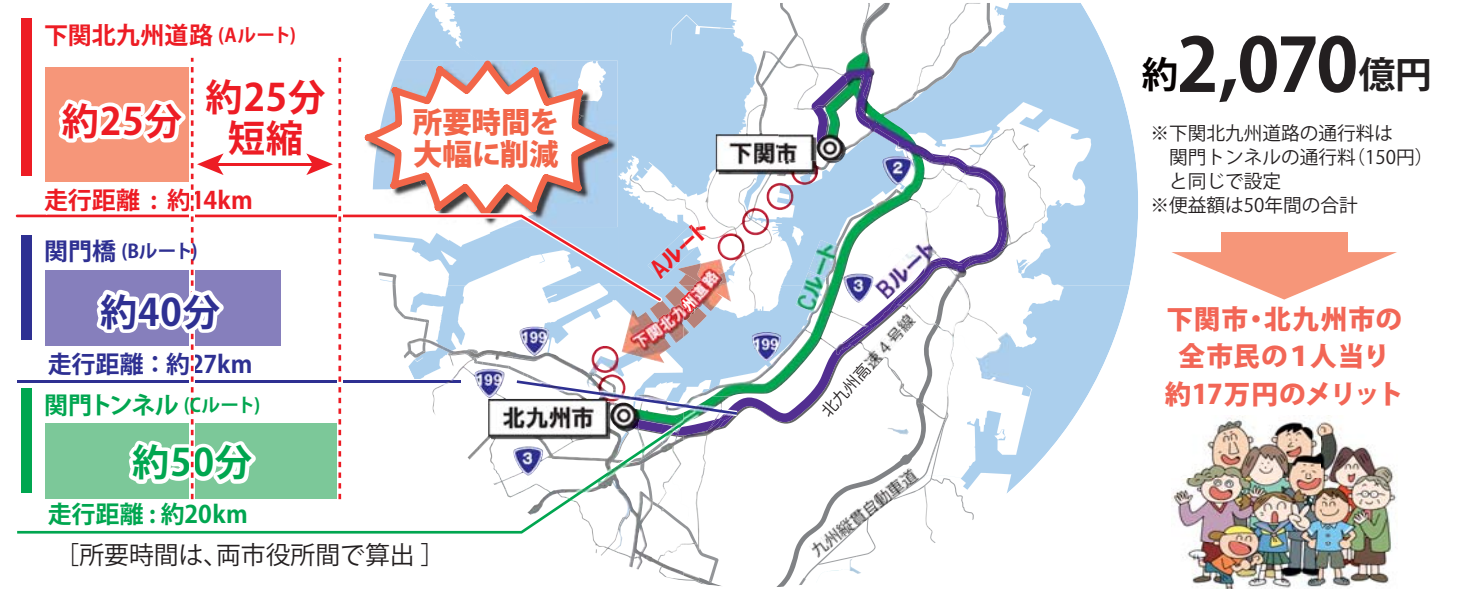 下関北九州道路(Aルート)
約25分
約25分
短縮
走行距離：約14km
関門橋(Bルート)
約40分
走行距離：約27km
関門トンネル(Cルート)
約50分
走行距離：約20km
[所要時間は、両市役所間で算出]
所要時間を
大幅に削減
下関市
Aルート
下関北九州道路
Cルート
Bルート
2
3
199
199
199
3
北九州市
北九州高速4号線
九州縦貫自動車道
約2,070億円
※下関北九州道路の通行料は
関門トンネルの通行料(150円)
と同じで設定
※便益額は50年間の合計
下関市・北九州市の
全市民の1人当り
約17万円のメリット